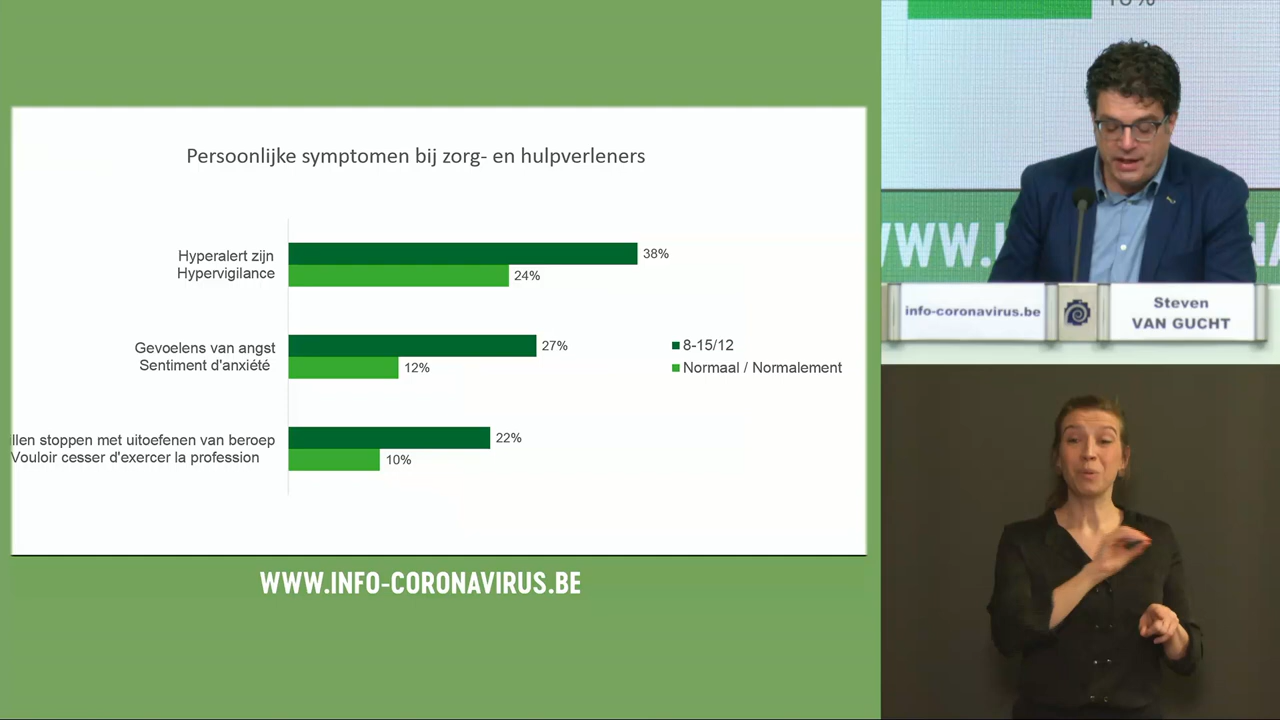 Persoonlijke symptomen bij zorg- en hulpverleners
Hyperalert zijn
Hypervigilance
38%
24%
Gevoelens van angst
Sentiment d'anxiété
27%
12%
8-15/12
Normaal / Normalement
stoppen met uitoefenen van beroep
Vouloir cesser d'exercer la profession
22%
10%
WWW.INFO-CORONAVIRUS.BE
info-coronavirus.be
Steven
VAN GUCHT